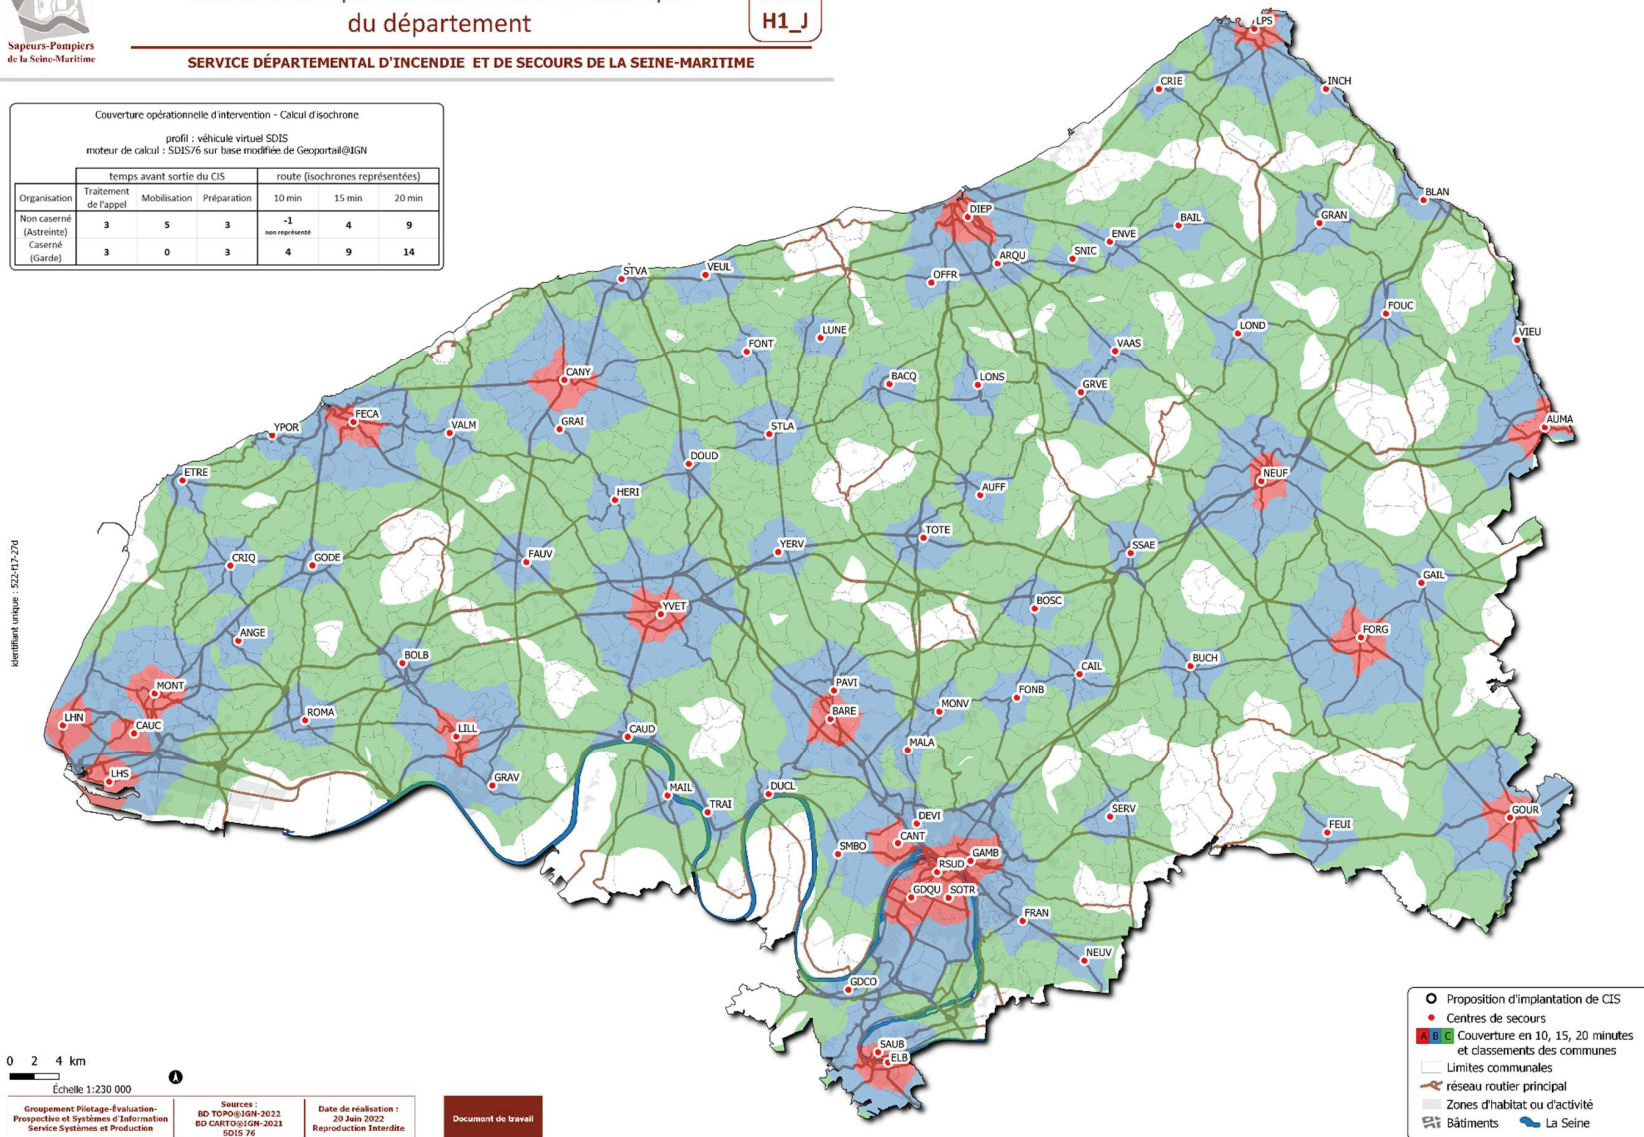 du département
H1_J
Sapeurs-Pompiers
de la Seine-Maritime
SERVICE DÉPARTEMENTAL D'INCENDIE ET DE SECOURS DE LA SEINE-MARITIME
Couverture opérationnelle d'intervention - Calcul d'isochrone
profil : véhicule virtuel SDIS
moteur de calcul : SDIS76 sur base modifiée de Geoportail@IGN
temps avant sortie du CIS route (isochrones représentées)
Organisation Traitement de l'appel Mobilisation Préparation 10 min 15 min 20 min
Non caserné (Astreinte) 3 5 3 -1 non représenté 4 9
Caserné (Garde) 3 0 3 4 9 14
LPS
CRIE
INCH
BLAN
DIEP
BAIL
GRAN
ENVE
SNIC
ARQU
OFFR
STVA
VEUL
FOUC
LOND
VIEU
LUNE
FONT
VAAS
CANY
BACQ
LONS
GRVE
FECA
YPOR
VALM
GRAI
STLA
AUMA
DOUD
NEUF
ETRE
HERI
AUFF
TOTE
YERV
SSAE
CRIQ
GODE
FAUV
GAIL
BOSC
YVET
FORG
ANGE
BOLB
BUCH
CAIL
MONT
PAVI
FONB
MONV
BARE
LHN
CAUC
ROMA
LILL
CAUD
MALA
LHS
GRAV
MAIL
DUCL
TRAI
SERV
GOUR
DEVI
FEUI
CANT
SMBO
GAMB
RSUD
GDQU
SOTR
FRAN
NEUV
GDCO
SAUB
ELB
identifiant unique : 522-f17-27d
0 2 4 km
Échelle 1:230 000
Groupement Pilotage-Évaluation-
Prospective et Systèmes d'Information
Service Systèmes et Production
Sources :
BD TOPO@IGN-2022
BD CARTO@IGN-2021
SDIS 76
Date de réalisation :
20 Juin 2022
Reproduction Interdite
Document de travail
Proposition d'implantation de CIS
Centres de secours
A B C Couverture en 10, 15, 20 minutes
et classements des communes
Limites communales
réseau routier principal
Zones d'habitat ou d'activité
Bâtiments La Seine